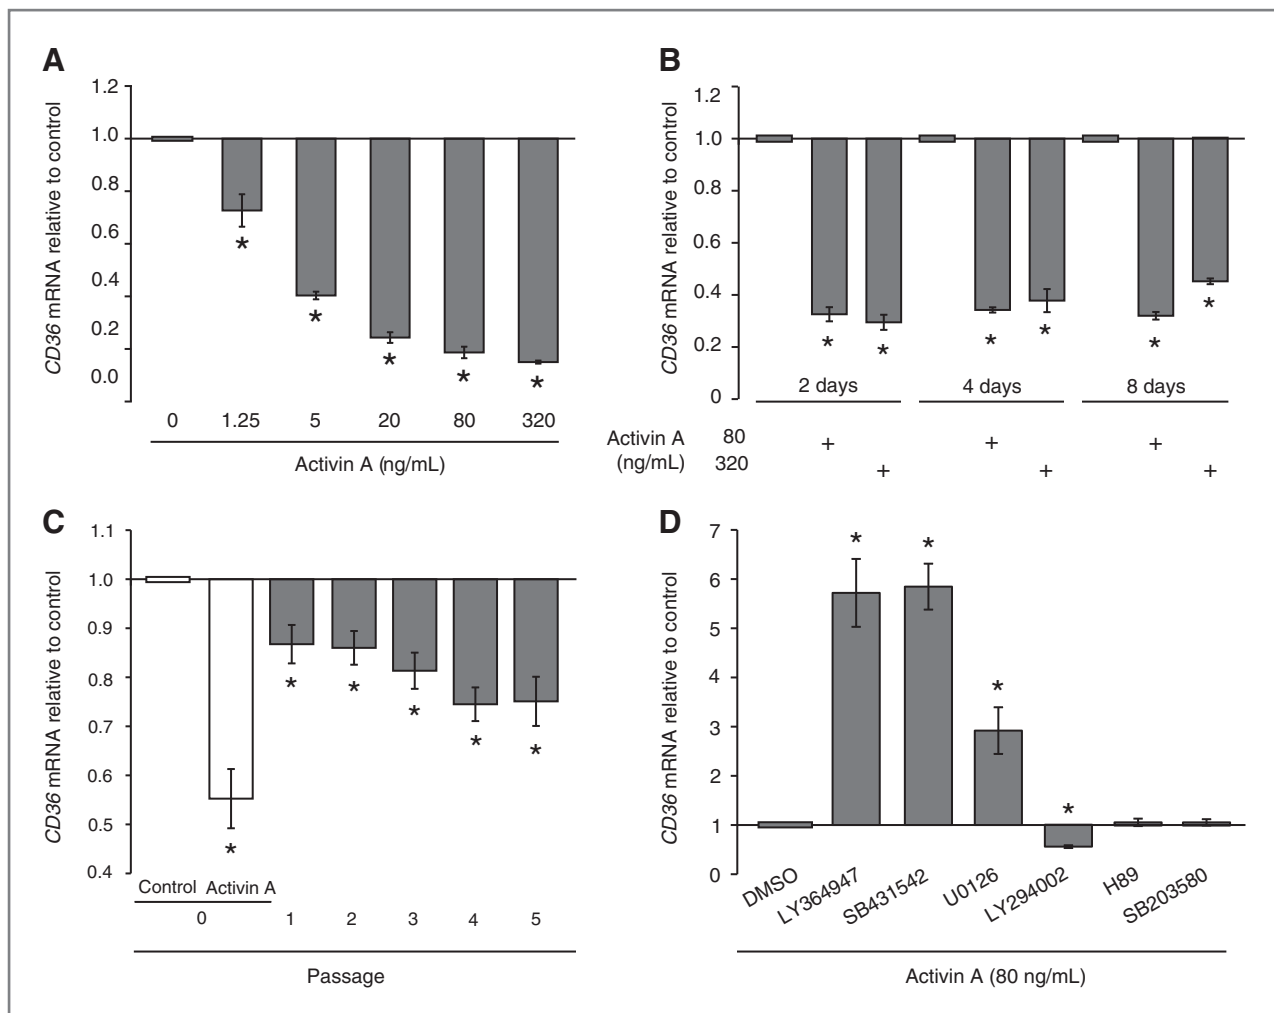 A
CD36 mRNA relative to control
1.2
1.0
0.8
0.6
0.4
0.2
0.0
* * * * *
0 1.25 5 20 80 320
Activin A (ng/mL)
B
CD36 mRNA relative to control
1.2
1.0
0.8
0.6
0.4
0.2
0
* * * * * *
2 days 4 days 8 days
Activin A 80 + + +
(ng/mL) 320 + + +
C
CD36 mRNA relative to control
1.1
1.0
0.9
0.8
0.7
0.6
0.5
0.4
* * * * * *
Control Activin A
0 1 2 3 4 5
Passage
D
CD36 mRNA relative to control
7
6
5
4
3
2
1
0
* * * *
DMSO LY364947 SB431542 U0126 LY294002 H89 SB203580
Activin A (80 ng/mL)